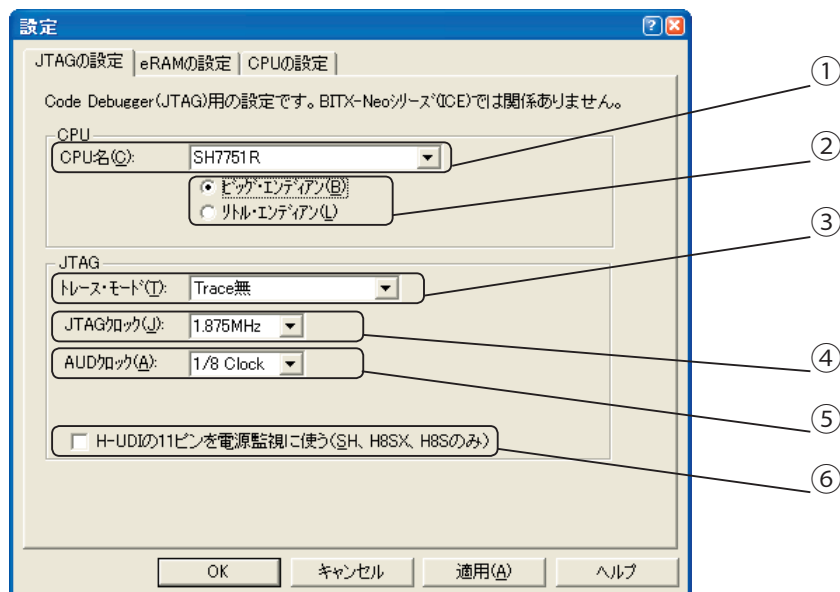 設定
JTAGの設定 eRAMの設定 CPUの設定
①
Code Debugger(JTAG)用の設定です。BITX-Neoｼﾘｰｽﾞ(ICE)では関係ありません。
CPU
CPU名(C): SH7751R
②
ﾋﾞｯｸﾞ・ｴﾝﾃﾞｨｱﾝ(B)
ﾘﾄﾙ・ｴﾝﾃﾞｨｱﾝ(L)
③
JTAG
ﾄﾚｰｽ・ﾓｰﾄﾞ(T): Trace無
JTAGｸﾛｯｸ(J): 1.875MHz
④
AUDｸﾛｯｸ(A): 1/8 Clock
⑤
H-UDIの11ピンを電源監視に使う(SH、H8SX、H8Sのみ)
⑥
OK キャンセル 適用(A) ヘルプ